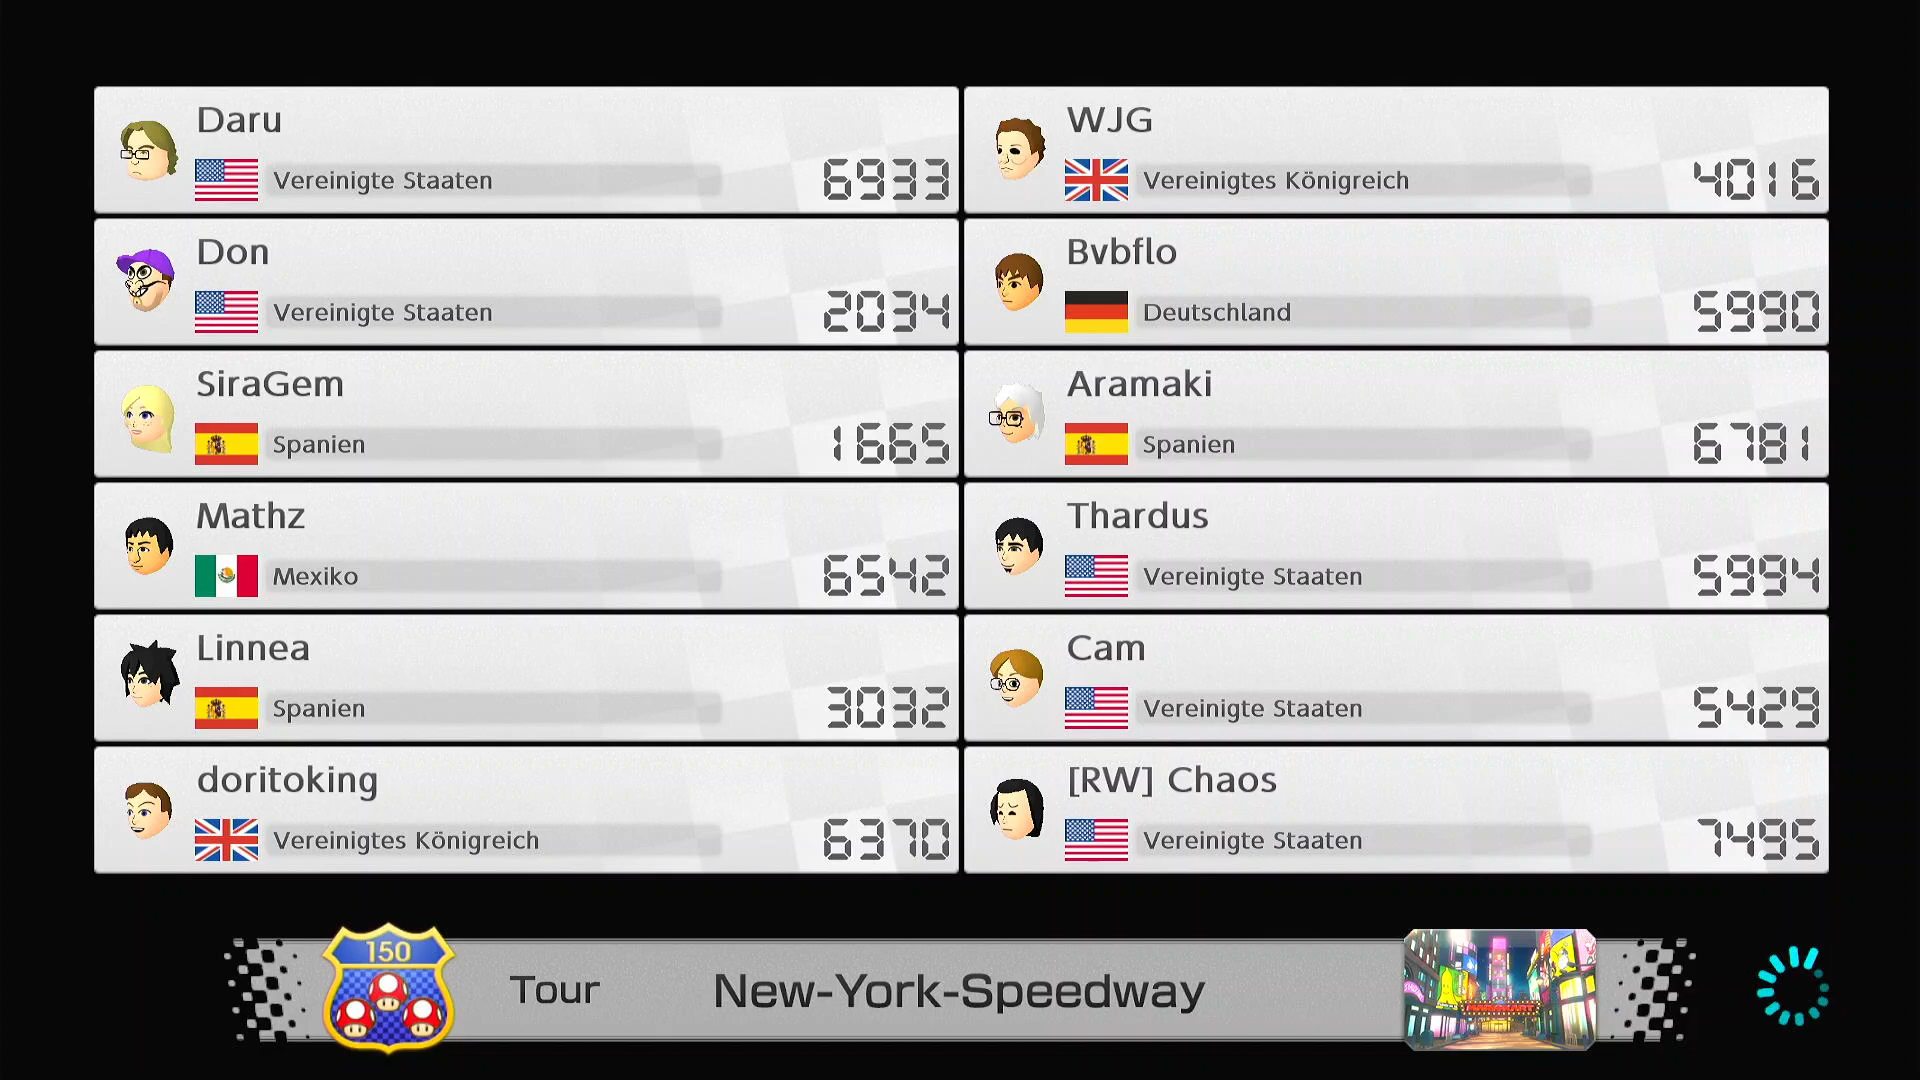 Daru
Vereinigte Staaten 6933
Don
Vereinigte Staaten 2034
SiraGem
Spanien 1665
Mathz
Mexiko 6542
Linnea
Spanien 3032
doritoking
Vereinigtes Königreich 6370
WJG
Vereinigtes Königreich 4016
Bvbflo
Deutschland 5990
Aramaki
Spanien 6781
Thardus
Vereinigte Staaten 5994
Cam
Vereinigte Staaten 5429
[RW] Chaos
Vereinigte Staaten 7495
150 Tour New-York-Speedway